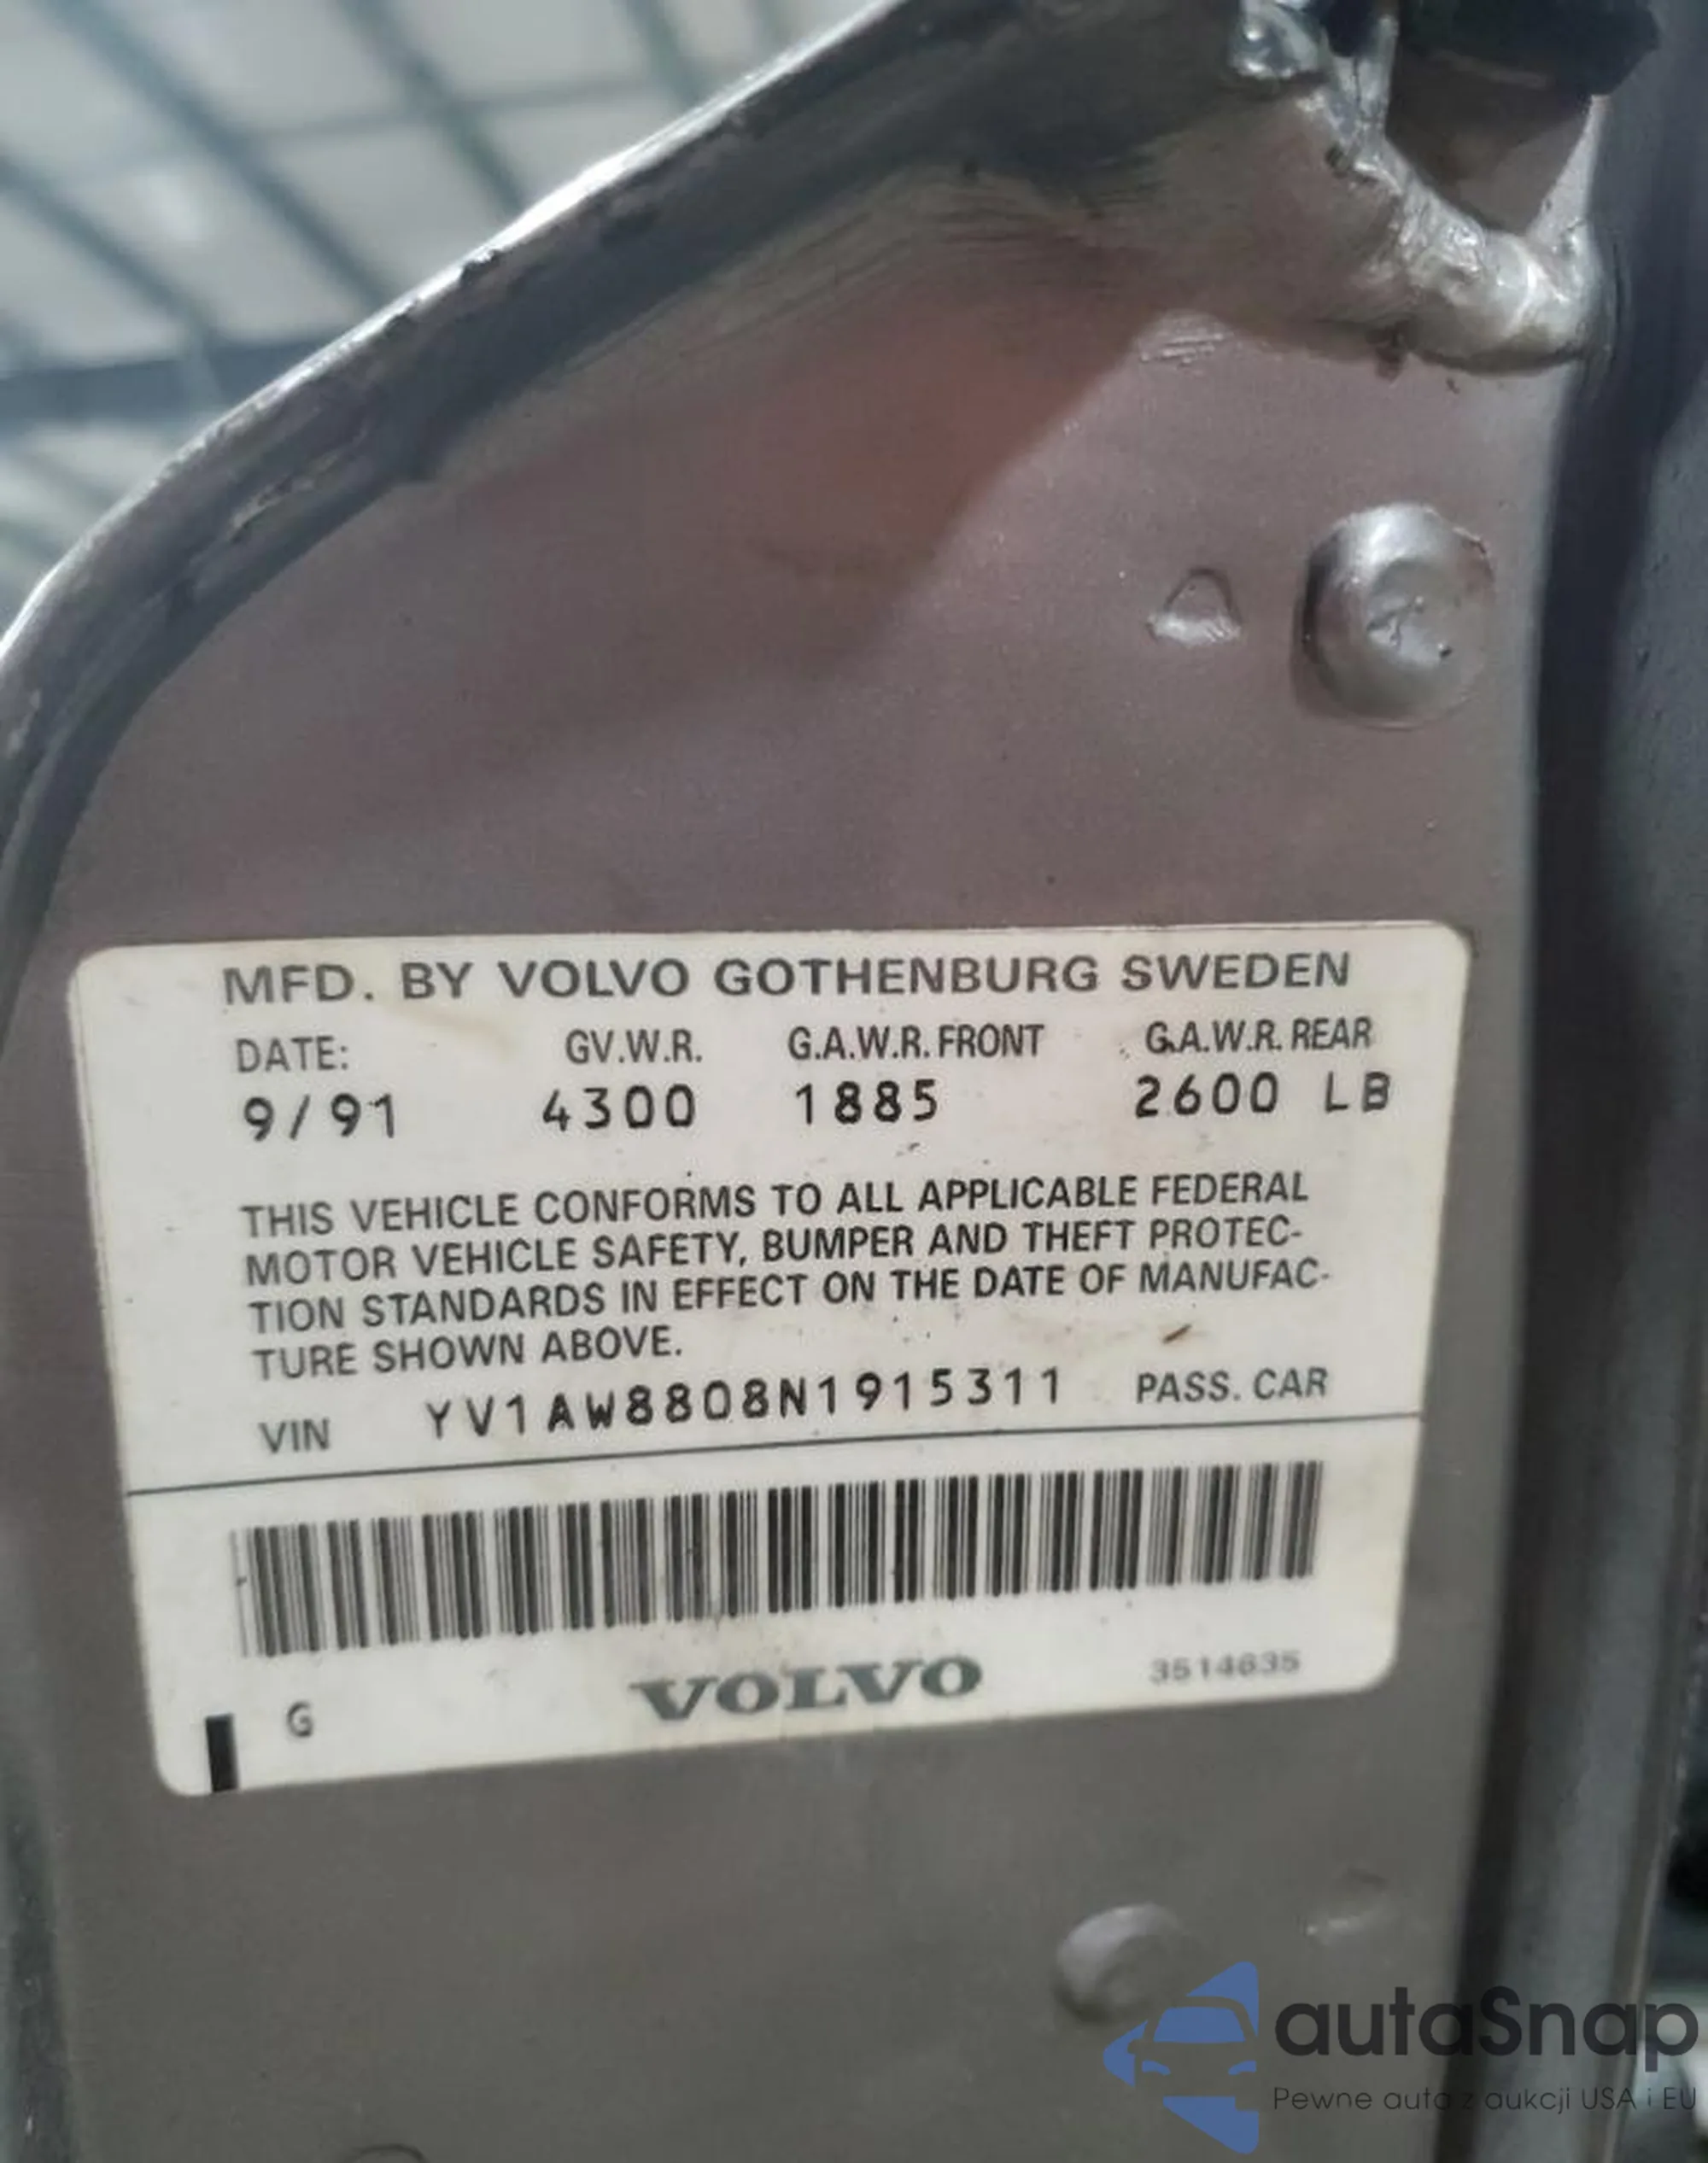 MFD. BY VOLVO GOTHENBURG SWEDEN
DATE: GV.W.R. G.A.W.R. FRONT G.A.W.R. REAR
9/91 4300 1885 2600 LB
THIS VEHICLE CONFORMS TO ALL APPLICABLE FEDERAL
MOTOR VEHICLE SAFETY, BUMPER AND THEFT PROTEC-
TION STANDARDS IN EFFECT ON THE DATE OF MANUFAC-
TURE SHOWN ABOVE.
VIN YV1AW8808N1915311 PASS. CAR
G VOLVO 3514635
autaSnap
Pewne auta z aukcji USA i EU